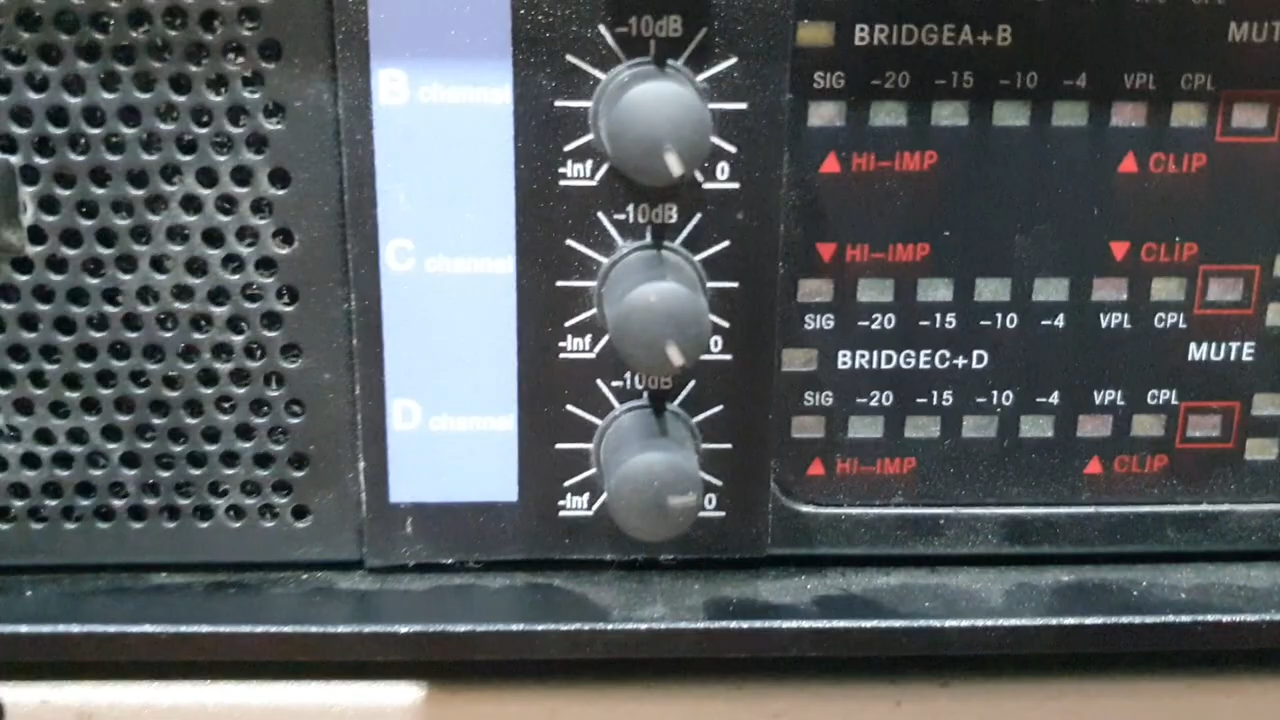 -10dB
BRIDGEA+B
SIG -20 -15 -10 -4 VPL CPL
B channel
-Inf 0
▲ HI-IMP ▲ CLIP
-10dB
C channel
▼ HI-IMP ▼ CLIP
-Inf 0
SIG -20 -15 -10 -4 VPL CPL
BRIDGEC+D MUTE
-10dB
SIG -20 -15 -10 -4 VPL CPL
D channel
▲ HI-IMP ▲ CLIP
-Inf 0